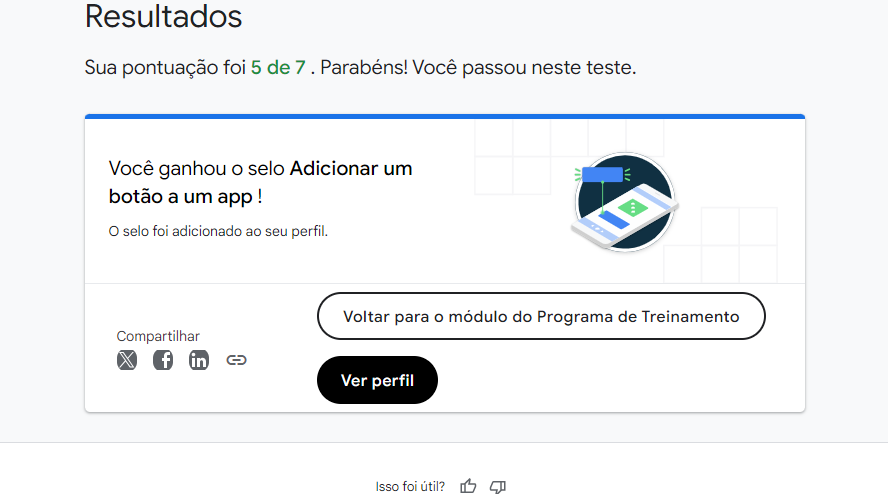 Resultados
Sua pontuação foi 5 de 7 . Parabéns! Você passou neste teste.
Você ganhou o selo Adicionar um
botão a um app !
O selo foi adicionado ao seu perfil.
Voltar para o módulo do Programa de Treinamento
Compartilhar
Ver perfil
Isso foi útil?